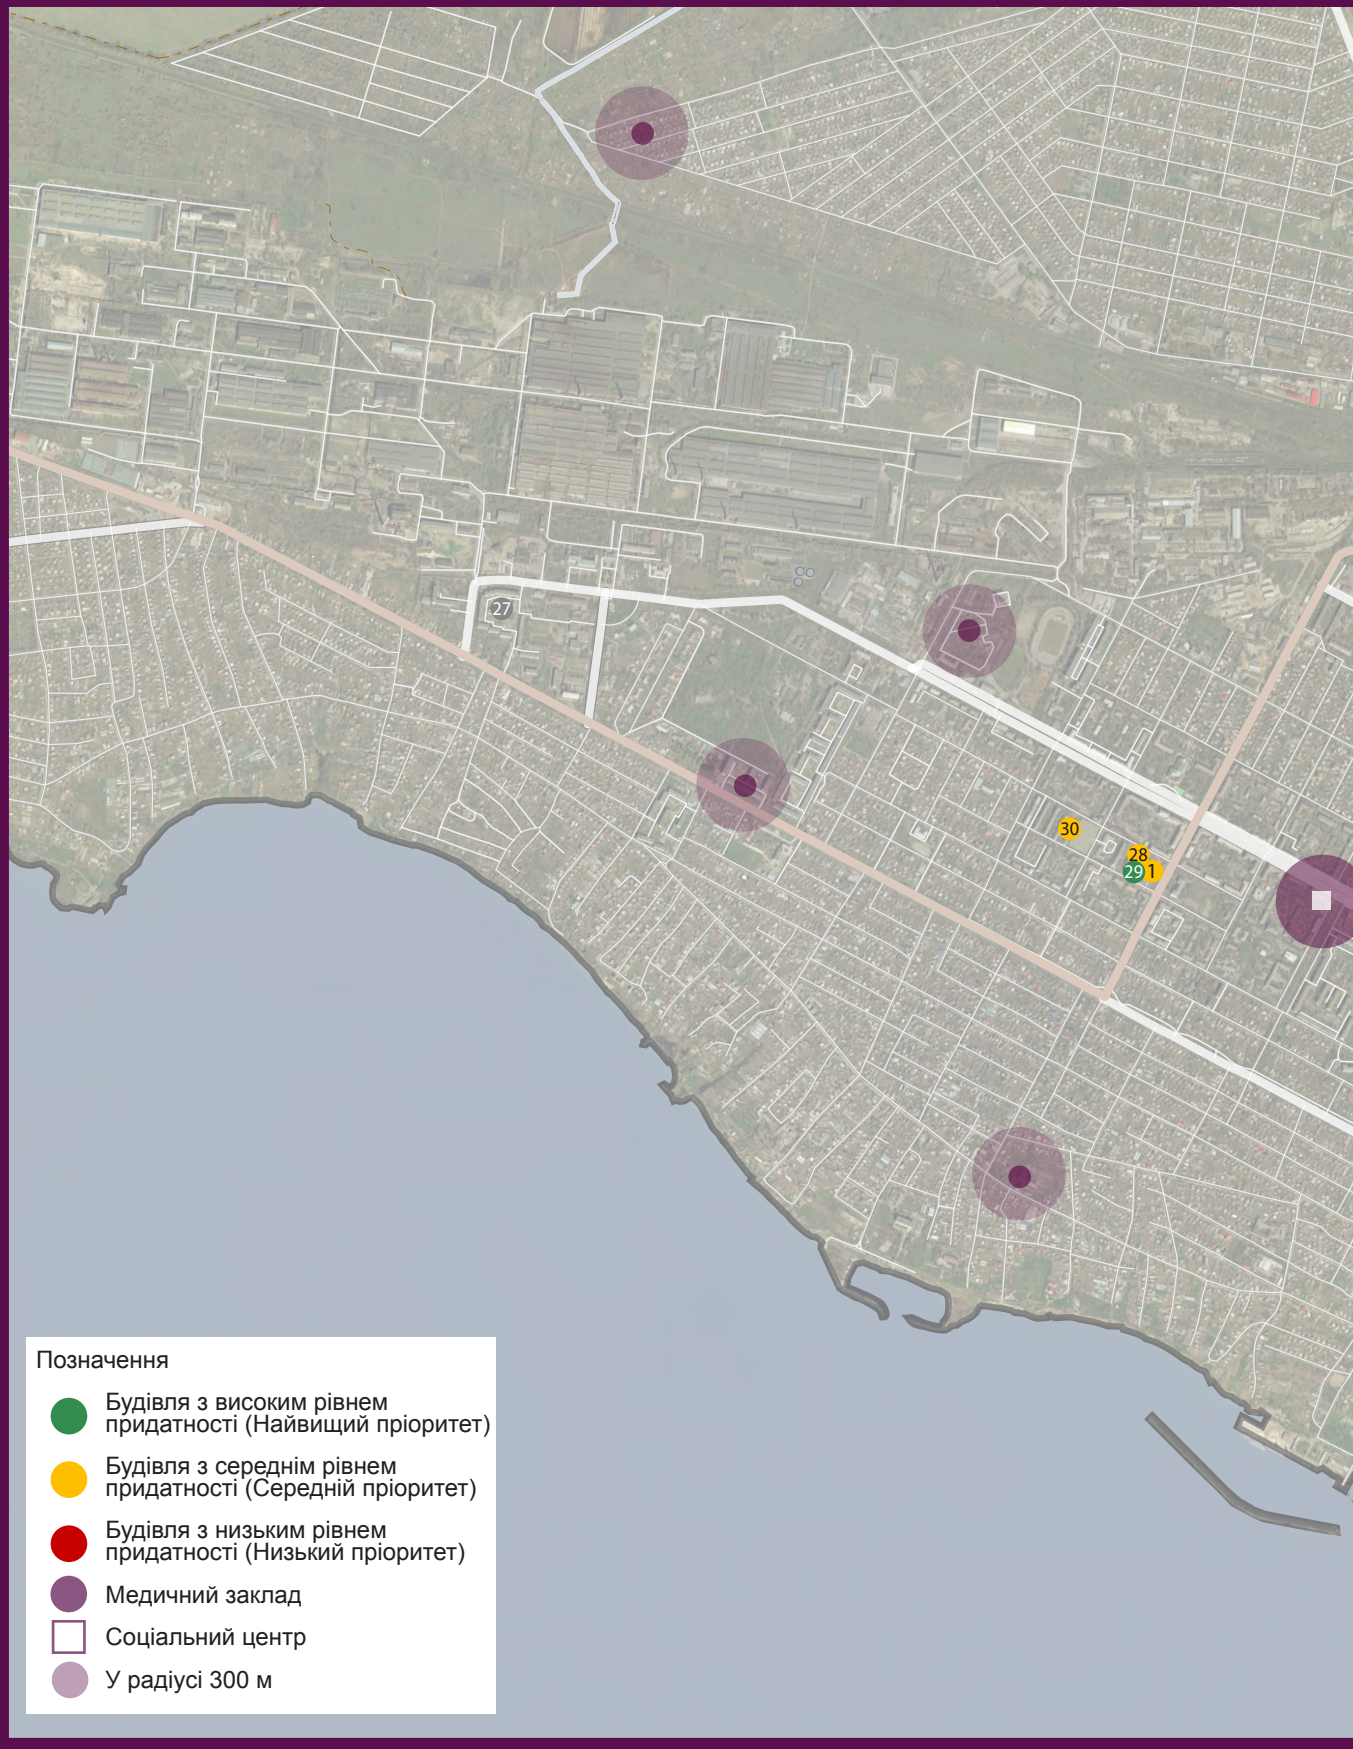 27
30
28
29 1
Позначення
Будівля з високим рівнем
придатності (Найвищий пріоритет)
Будівля з середнім рівнем
придатності (Середній пріоритет)
Будівля з низьким рівнем
придатності (Низький пріоритет)
Медичний заклад
Соціальний центр
У радіусі 300 м